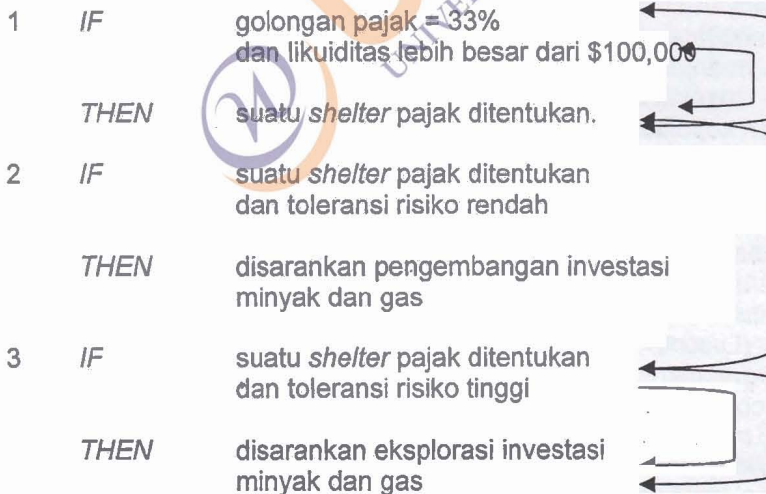 1 IF golongan pajak = 33%
dan likuiditas lebih besar dari $100,000
THEN suatu shelter pajak ditentukan.
2 IF suatu shelter pajak ditentukan
dan toleransi risiko rendah
THEN disarankan pengembangan investasi
minyak dan gas
3 IF suatu shelter pajak ditentukan
dan toleransi risiko tinggi
THEN disarankan eksplorasi investasi
minyak dan gas